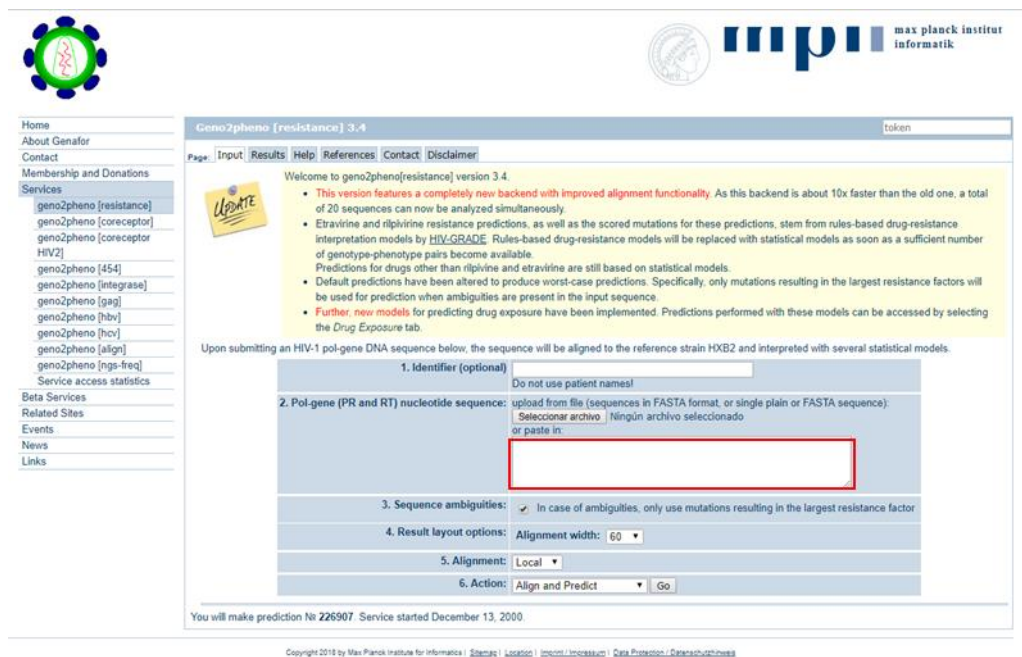 mpii max planck institut
informatik
Home
About Genafor
Contact
Membership and Donations
Services
geno2pheno [resistance]
geno2pheno [coreceptor]
geno2pheno [coreceptor
HIV2]
geno2pheno [454]
geno2pheno [integrase]
geno2pheno [gag]
geno2pheno [hbv]
geno2pheno [hcv]
geno2pheno [align]
geno2pheno [ngs-freq]
Service access statistics
Beta Services
Related Sites
Events
News
Links
Geno2pheno [resistance] 3.4 token
Page: Input Results Help References Contact Disclaimer
UPDATE
Welcome to geno2pheno[resistance] version 3.4.
• This version features a completely new backend with improved alignment functionality. As this backend is about 10x faster than the old one, a total
of 20 sequences can now be analyzed simultaneously.
• Etravirine and rilpivirine resistance predictions, as well as the scored mutations for these predictions, stem from rules-based drug-resistance
interpretation models by HIV-GRADE. Rules-based drug-resistance models will be replaced with statistical models as soon as a sufficient number
of genotype-phenotype pairs become available.
Predictions for drugs other than rilpivine and etravirine are still based on statistical models.
• Default predictions have been altered to produce worst-case predictions. Specifically, only mutations resulting in the largest resistance factors will
be used for prediction when ambiguities are present in the input sequence.
• Further, new models for predicting drug exposure have been implemented. Predictions performed with these models can be accessed by selecting
the Drug Exposure tab.
Upon submitting an HIV-1 pol-gene DNA sequence below, the sequence will be aligned to the reference strain HXB2 and interpreted with several statistical models.
1. Identifier (optional)
Do not use patient names!
2. Pol-gene (PR and RT) nucleotide sequence: upload from file (sequences in FASTA format, or single plain or FASTA sequence):
Seleccionar archivo Ningún archivo seleccionado
or paste in:
3. Sequence ambiguities: In case of ambiguities, only use mutations resulting in the largest resistance factor
4. Result layout options: Alignment width: 60
5. Alignment: Local
6. Action: Align and Predict Go
You will make prediction № 226907. Service started December 13, 2000.
Copyright 2018 by Max Planck Institute for Informatics | Sitemap | Location | Imprint / Impressum | Data Protection / Datenschutzhinweis